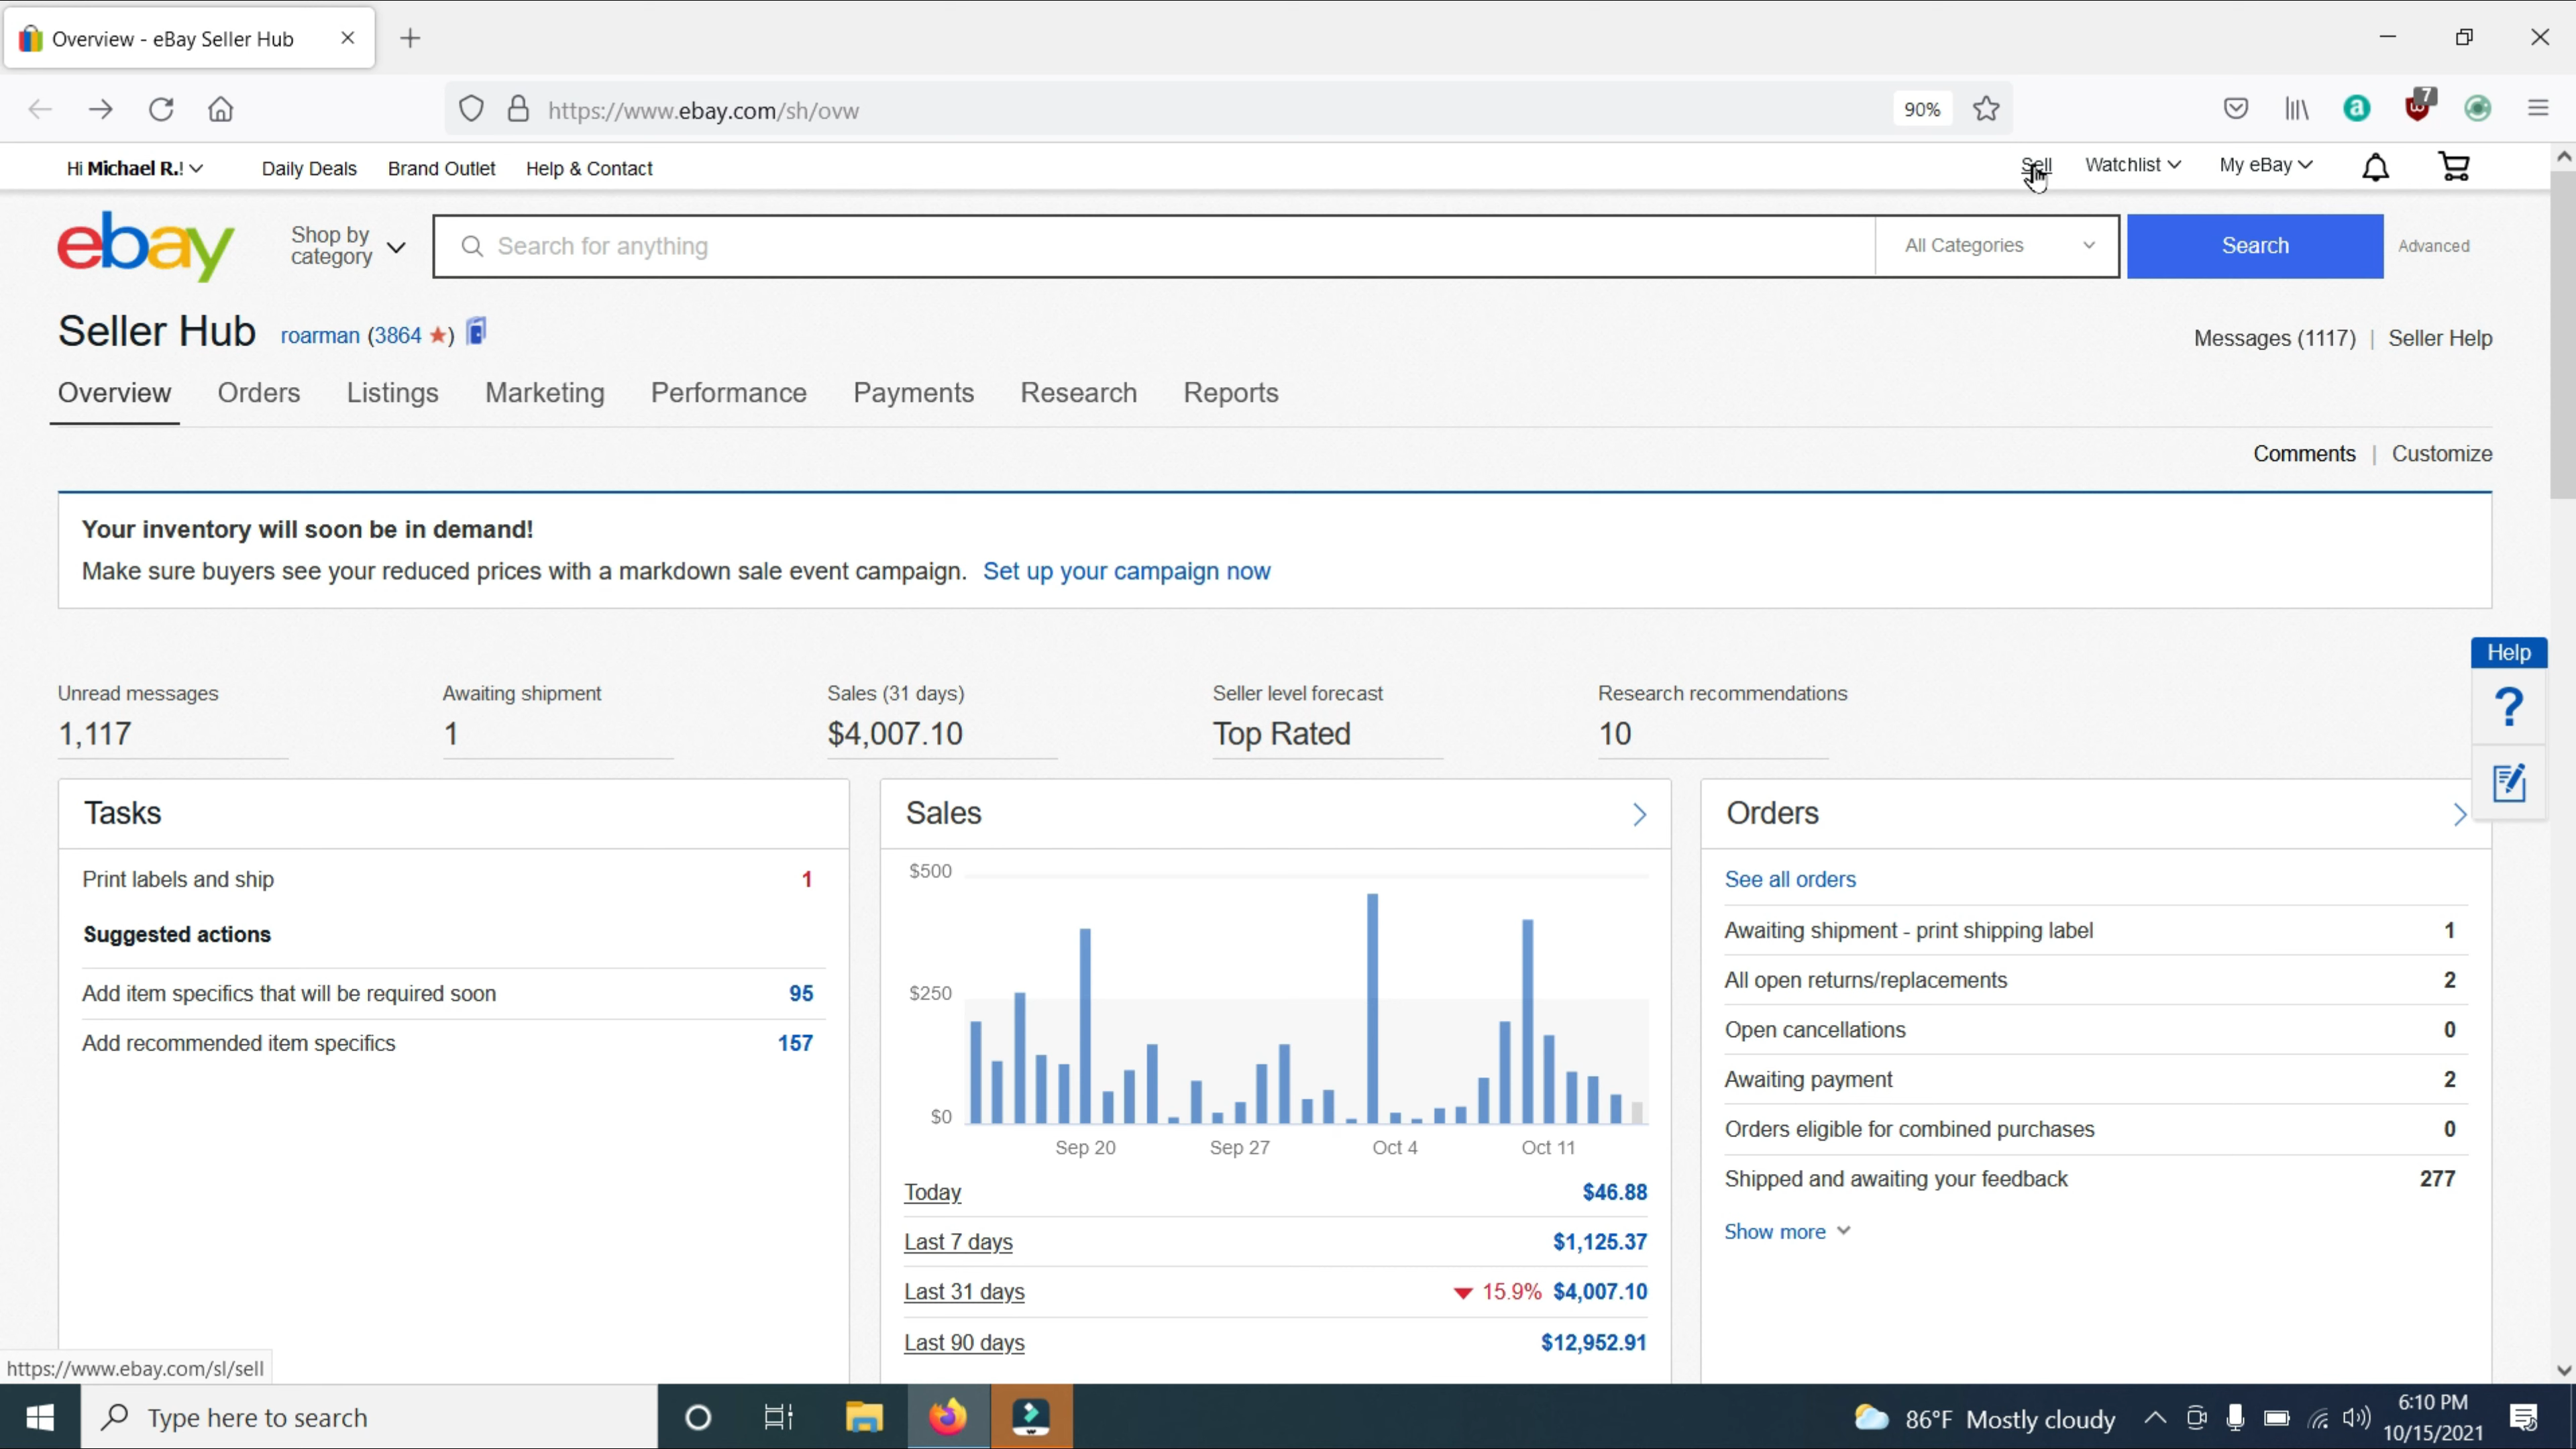 Overview - eBay Seller Hub
https://www.ebay.com/sh/ovw
90%
7
Hi Michael R.! Daily Deals Brand Outlet Help & Contact Sell Watchlist My eBay
ebay
Shop by category
Search for anything
All Categories
Search
Advanced
Seller Hub roarman (3864 ★)
Messages (1117) | Seller Help
Overview Orders Listings Marketing Performance Payments Research Reports
Comments | Customize
Your inventory will soon be in demand!
Make sure buyers see your reduced prices with a markdown sale event campaign. Set up your campaign now
Help
?
Unread messages
1,117
Awaiting shipment
1
Sales (31 days)
$4,007.10
Seller level forecast
Top Rated
Research recommendations
10
Tasks
Print labels and ship 1
Suggested actions
Add item specifics that will be required soon 95
Add recommended item specifics 157
Sales
$500
$250
$0
Sep 20 Sep 27 Oct 4 Oct 11
Today $46.88
Last 7 days $1,125.37
Last 31 days ▼ 15.9% $4,007.10
Last 90 days $12,952.91
Orders
See all orders
Awaiting shipment - print shipping label 1
All open returns/replacements 2
Open cancellations 0
Awaiting payment 2
Orders eligible for combined purchases 0
Shipped and awaiting your feedback 277
Show more
https://www.ebay.com/sl/sell
Type here to search
86°F Mostly cloudy
6:10 PM
10/15/2021